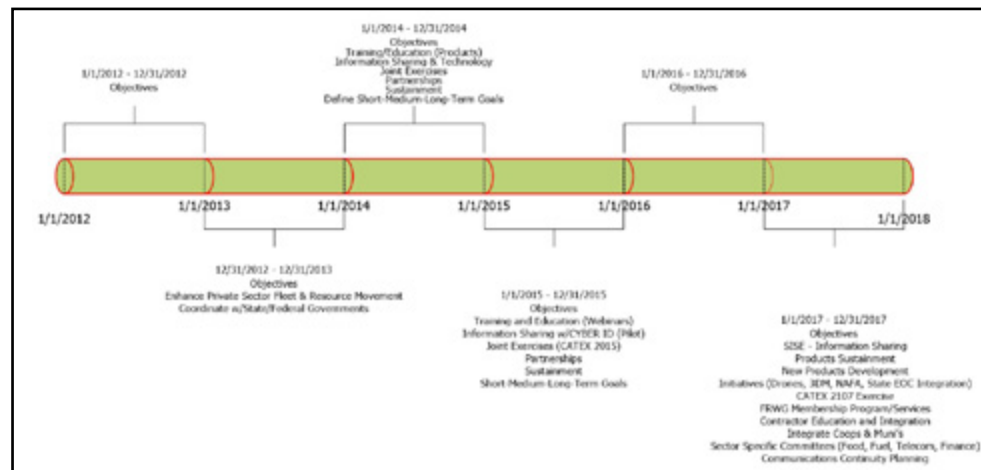 1/1/2014 - 12/31/2014
Objectives
Training/Education (Products)
Information Sharing & Technology
Joint Exercises
Partnerships
Sustainment
Define Short-Medium-Long-Term Goals
1/1/2012 - 12/31/2012
Objectives
1/1/2016 - 12/31/2016
Objectives
1/1/2012
1/1/2013
1/1/2014
1/1/2015
1/1/2016
1/1/2017
1/1/2018
12/31/2012 - 12/31/2013
Objectives
Enhance Private Sector Fleet & Resource Movement
Coordinate w/State/Federal Governments
1/1/2015 - 12/31/2015
Objectives
Training and Education (Webinars)
Information Sharing w/CYBER ID (Pilot)
Joint Exercises (CATEX 2015)
Partnerships
Sustainment
Short-Medium-Long-Term Goals
1/1/2017 - 12/31/2017
Objectives
SISE - Information Sharing
Products Sustainment
New Products Development
Initiatives (Drones, NAFA, State EOC Integration)
CATEX 2107 Exercise
FRWG Membership Program/Services
Contractor Education and Integration
Integrate Coops & Muni's
Sector Specific Committees (Food, Fuel, Telecom, Finance)
Communications Continuity Planning